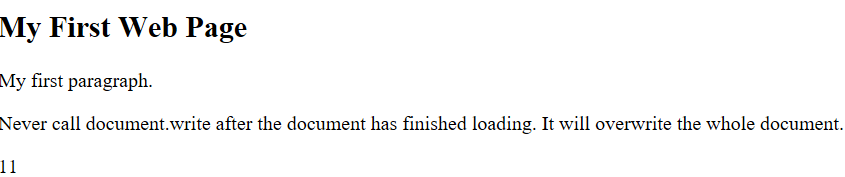 My First Web Page
My first paragraph.
Never call document.write after the document has finished loading. It will overwrite the whole document.
11